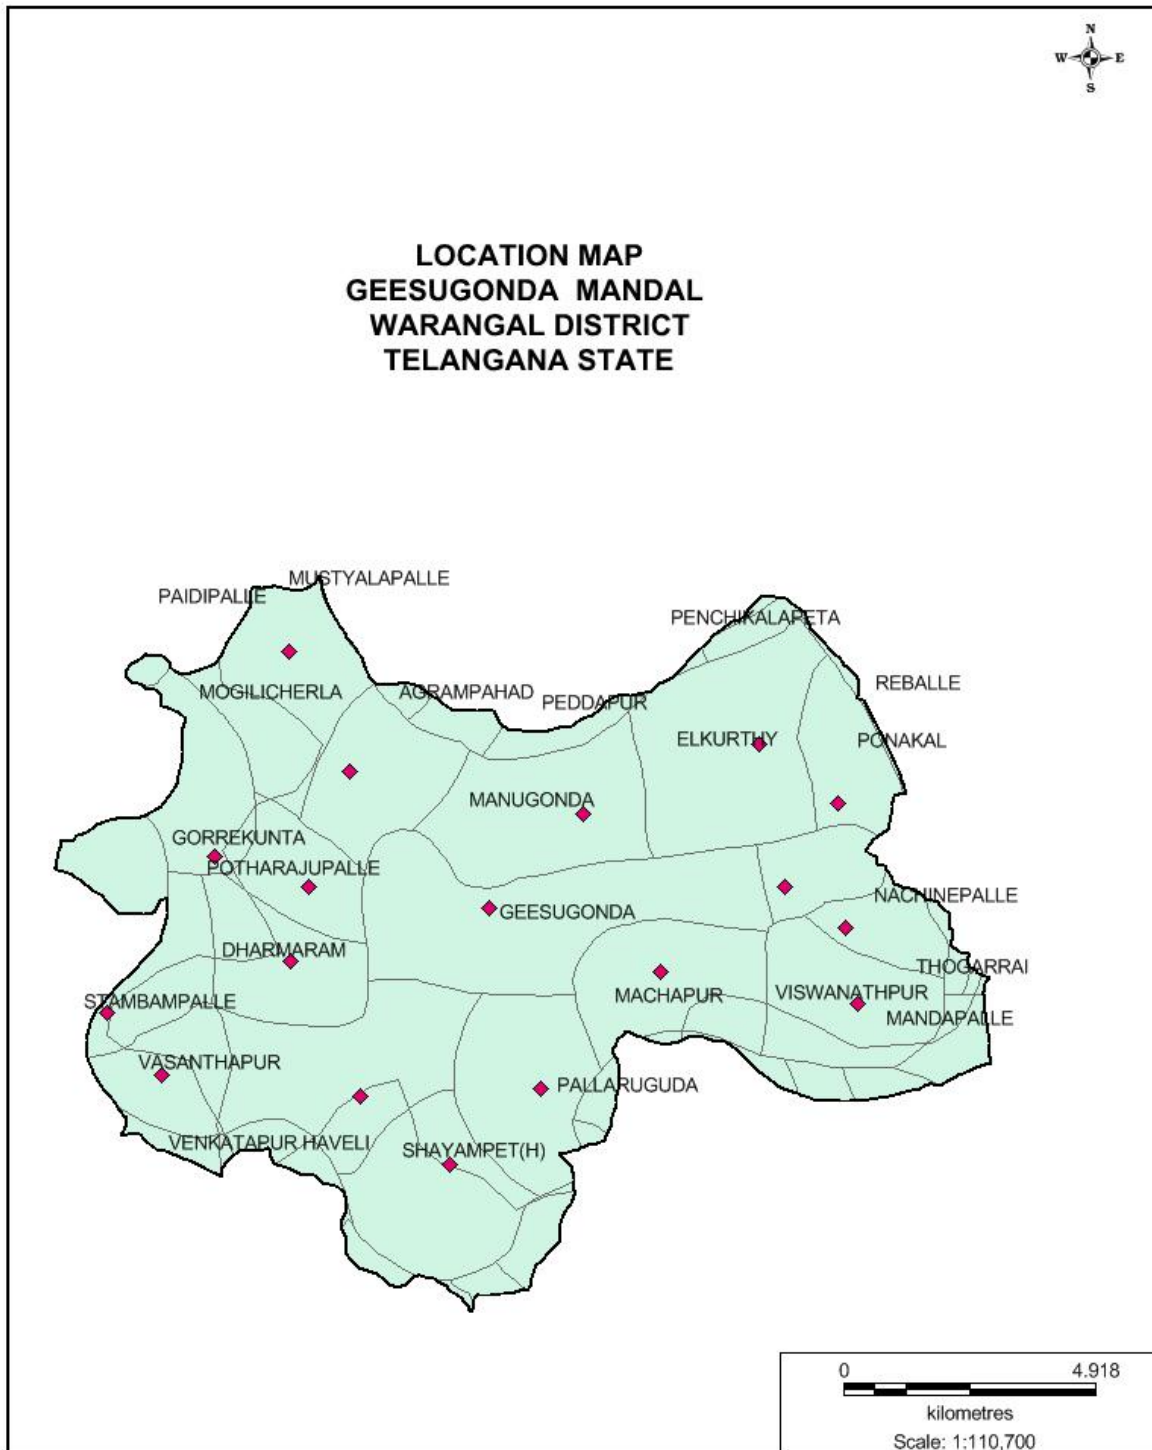 N
W E
S
LOCATION MAP
GEESUGONDA MANDAL
WARANGAL DISTRICT
TELANGANA STATE
MUSTYALAPALLE
PAIDIPALLE
PENCHIKALAPETA
REBALLE
MOGILICHERLA
AGRAMPAHAD
PEDDAPUR
ELKURTHY
PONAKAL
MANUGONDA
GORREKUNTA
POTHARAJUPALLE
NACHINEPALLE
GEESUGONDA
DHARMARAM
THOGARRAI
STAMBAMPALLE
MACHAPUR
VISWANATHPUR
MANDAPALLE
VASANTHAPUR
PALLARUGUDA
VENKATAPUR HAVELI
SHAYAMPET(H)
0 4.918
kilometres
Scale: 1:110,700